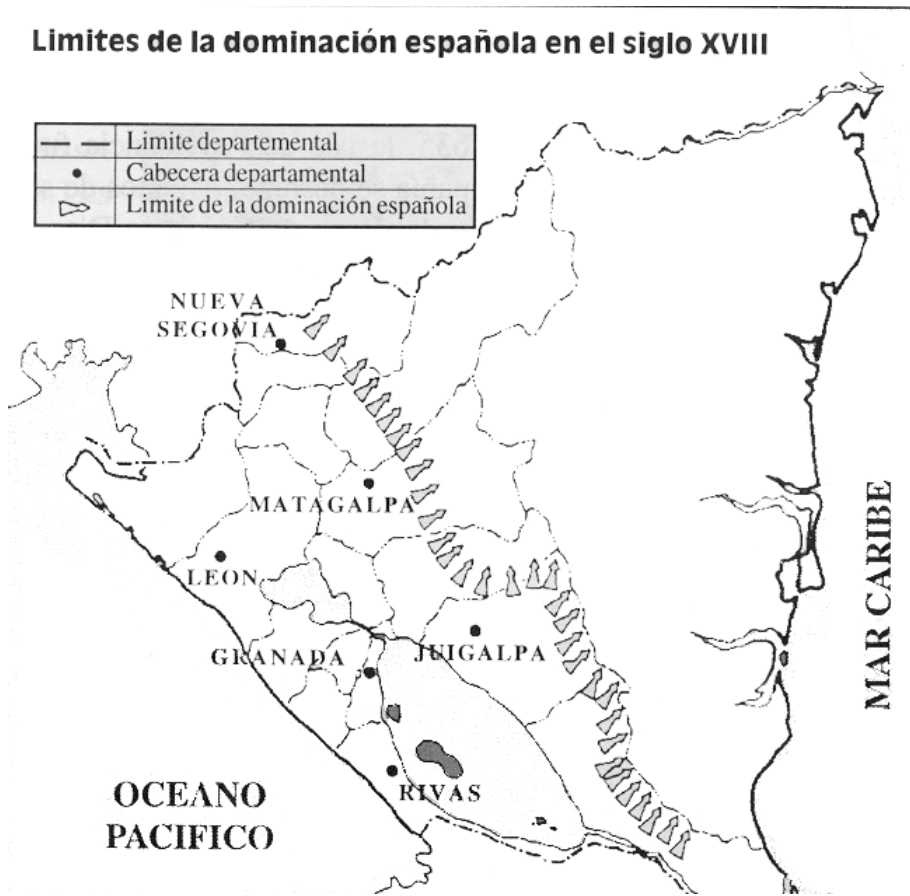 Limites de la dominación española en el siglo XVIII
Limite departemental
Cabecera departamental
Limite de la dominación española
NUEVA
SEGOVIA
MATAGALPA
LEON
GRANADA
JUIGALPA
RIVAS
MAR CARIBE
OCEANO
PACIFICO